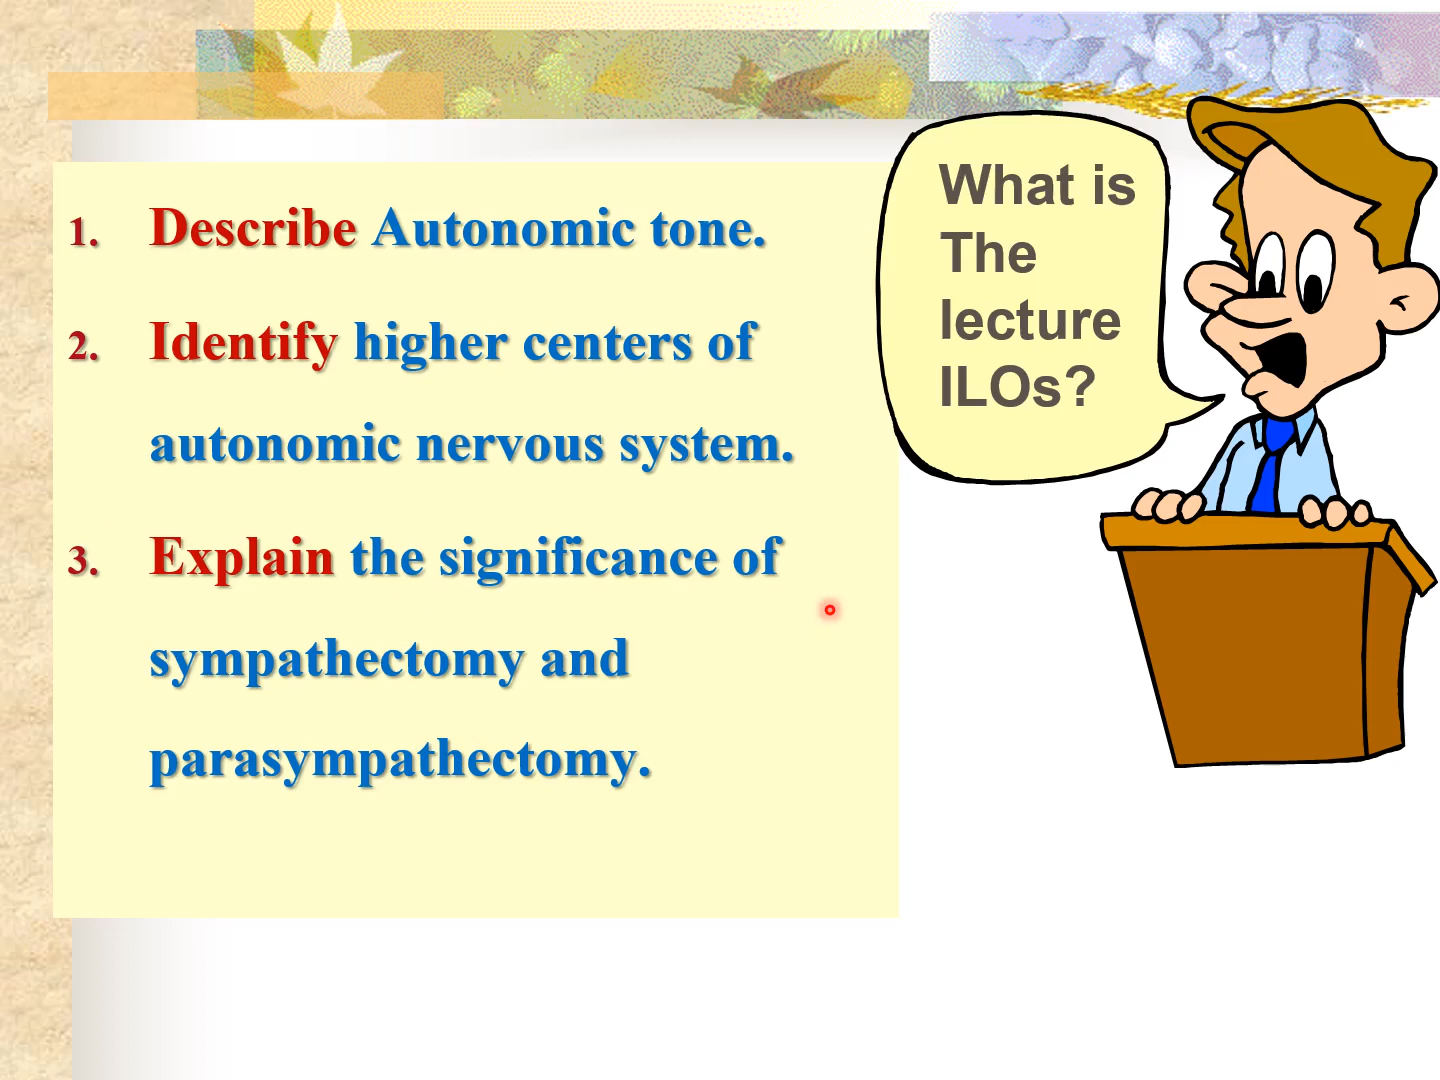 1. Describe Autonomic tone.
2. Identify higher centers of
autonomic nervous system.
3. Explain the significance of
sympathectomy and
parasympathectomy.
What is
The
lecture
ILOs?